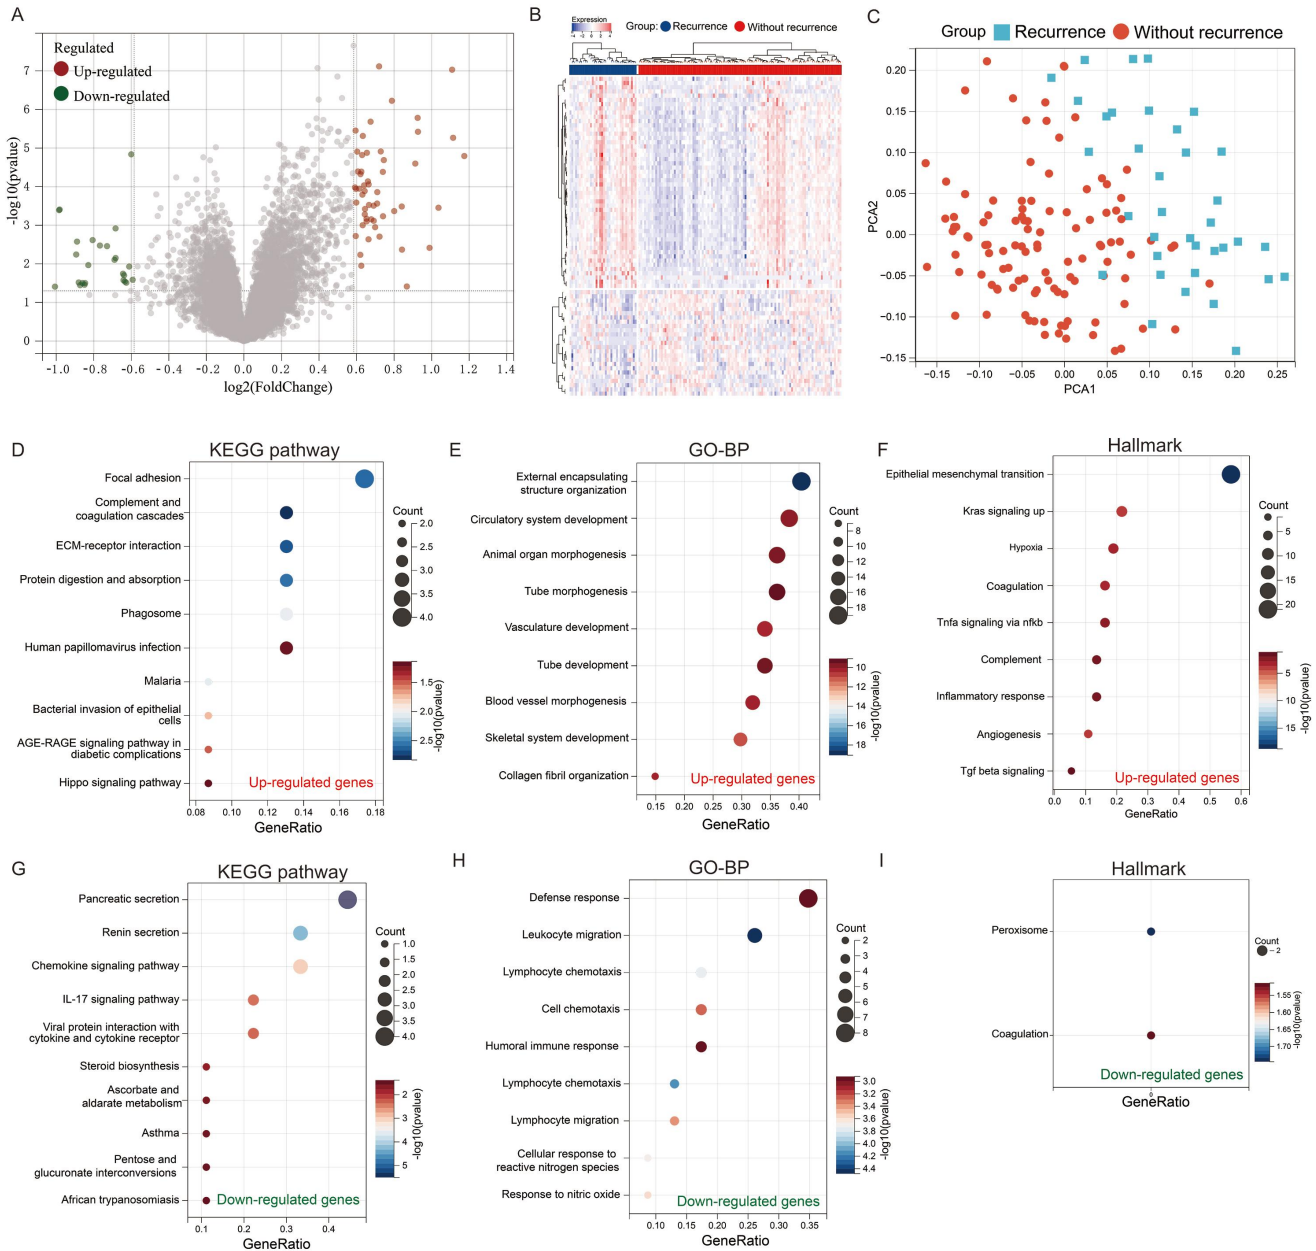 A
Regulated
Up-regulated
Down-regulated
-log10(pvalue)
7
6
5
4
3
2
1
0
-1.0
-0.8
-0.6
-0.4
-0.2
0.0
0.2
0.4
0.6
0.8
1.0
1.2
1.4
log2(FoldChange)
B
Expression
-4 -2 0 2 4
Group: Recurrence Without recurrence
C
Group Recurrence Without recurrence
PCA2
0.20
0.15
0.10
0.05
0.00
−0.05
−0.10
−0.15
−0.15
−0.10
−0.05
0.00
0.05
0.10
0.15
0.20
0.25
PCA1
D
KEGG pathway
Focal adhesion
Complement and
coagulation cascades
ECM-receptor interaction
Protein digestion and absorption
Phagosome
Human papillomavirus infection
Malaria
Bacterial invasion of epithelial
cells
AGE-RAGE signaling pathway in
diabetic complications
Hippo signaling pathway
Up-regulated genes
0.08 0.10 0.12 0.14 0.16 0.18
GeneRatio
Count
2.0
2.5
3.0
3.5
4.0
1.5
2.0
2.5
-log10(pvalue)
E
GO-BP
External encapsulating
structure organization
Circulatory system development
Animal organ morphogenesis
Tube morphogenesis
Vasculature development
Tube development
Blood vessel morphogenesis
Skeletal system development
Collagen fibril organization
Up-regulated genes
0.15 0.20 0.25 0.30 0.35 0.40
GeneRatio
Count
8
10
12
14
16
18
10
12
14
16
18
-log10(pvalue)
F
Hallmark
Epithelial mesenchymal transition
Kras signaling up
Hypoxia
Coagulation
Tnfa signaling via nfkb
Complement
Inflammatory response
Angiogenesis
Tgf beta signaling
Up-regulated genes
0.0 0.1 0.2 0.3 0.4 0.5 0.6
GeneRatio
Count
5
10
15
20
5
10
15
-log10(pvalue)
G
KEGG pathway
Pancreatic secretion
Renin secretion
Chemokine signaling pathway
IL-17 signaling pathway
Viral protein interaction with
cytokine and cytokine receptor
Steroid biosynthesis
Ascorbate and
aldarate metabolism
Asthma
Pentose and
glucuronate interconversions
African trypanosomiasis
Down-regulated genes
0.1 0.2 0.3 0.4
GeneRatio
Count
1.0
1.5
2.0
2.5
3.0
3.5
4.0
2
3
4
5
-log10(pvalue)
H
GO-BP
Defense response
Leukocyte migration
Lymphocyte chemotaxis
Cell chemotaxis
Humoral immune response
Lymphocyte chemotaxis
Lymphocyte migration
Cellular response to
reactive nitrogen species
Response to nitric oxide
Down-regulated genes
0.10 0.15 0.20 0.25 0.30 0.35
GeneRatio
Count
2
3
4
5
6
7
8
3.0
3.2
3.4
3.6
3.8
4.0
4.2
4.4
-log10(pvalue)
I
Hallmark
Peroxisome
Coagulation
Down-regulated genes
0
GeneRatio
Count
2
1.55
1.60
1.65
1.70
-log10(pvalue)